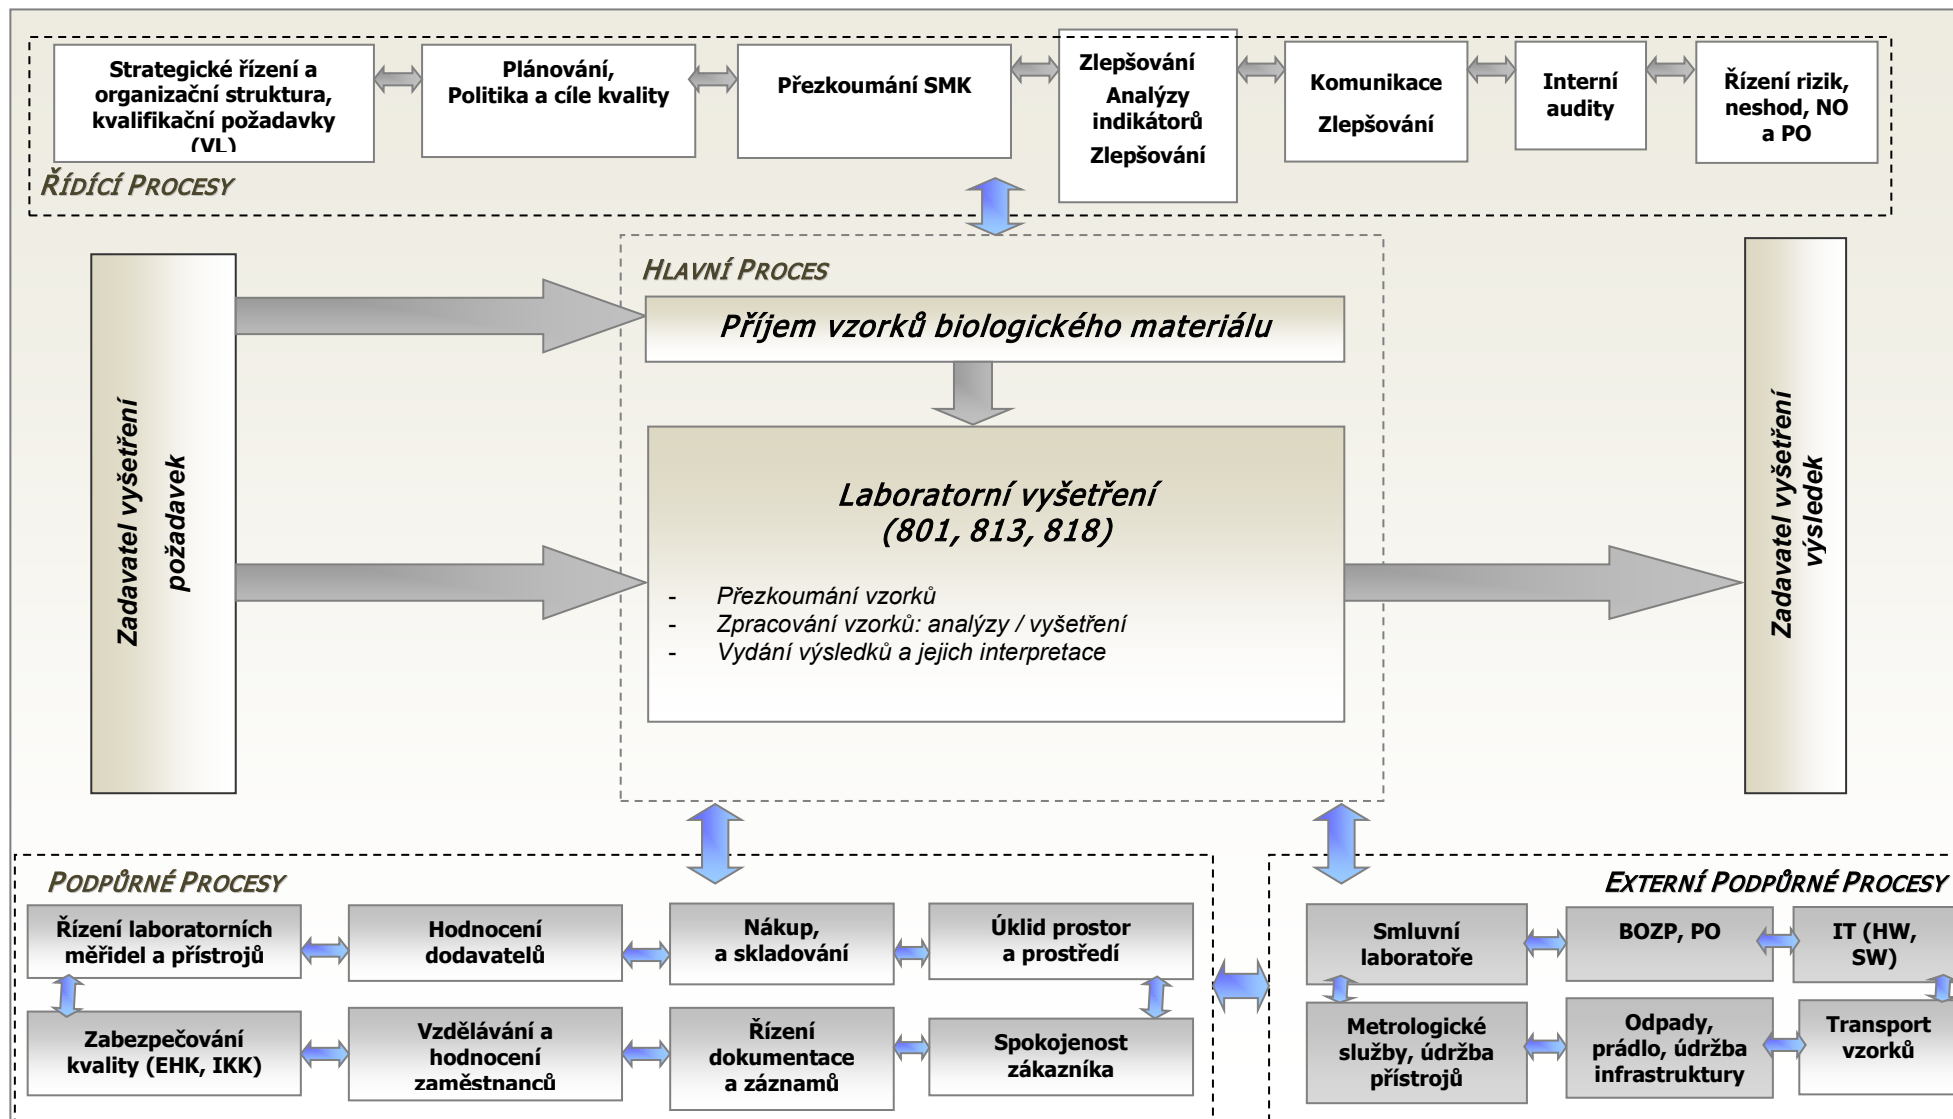 Strategické řízení a
organizační struktura,
kvalifikační požadavky
(VL)
Plánování,
Politika a cíle kvality
Přezkoumání SMK
Zlepšování
Analýzy
indikátorů
Zlepšování
Komunikace
Zlepšování
Interní
audity
Řízení rizik,
neshod, NO
a PO
ŘÍDÍCÍ PROCESY
Zadavatel vyšetření
požadavek
HLAVNÍ PROCES
Příjem vzorků biologického materiálu
Laboratorní vyšetření
(801, 813, 818)
- Přezkoumání vzorků
- Zpracování vzorků: analýzy / vyšetření
- Vydání výsledků a jejich interpretace
Zadavatel vyšetření
výsledek
PODPŮRNÉ PROCESY
Řízení laboratorních
měřidel a přístrojů
Hodnocení
dodavatelů
Nákup,
a skladování
Úklid prostor
a prostředí
Zabezpečování
kvality (EHK, IKK)
Vzdělávání a
hodnocení
zaměstnanců
Řízení
dokumentace
a záznamů
Spokojenost
zákazníka
EXTERNÍ PODPŮRNÉ PROCESY
Smluvní
laboratoře
BOZP, PO
IT (HW,
SW)
Metrologické
služby, údržba
přístrojů
Odpady,
prádlo, údržba
infrastruktury
Transport
vzorků